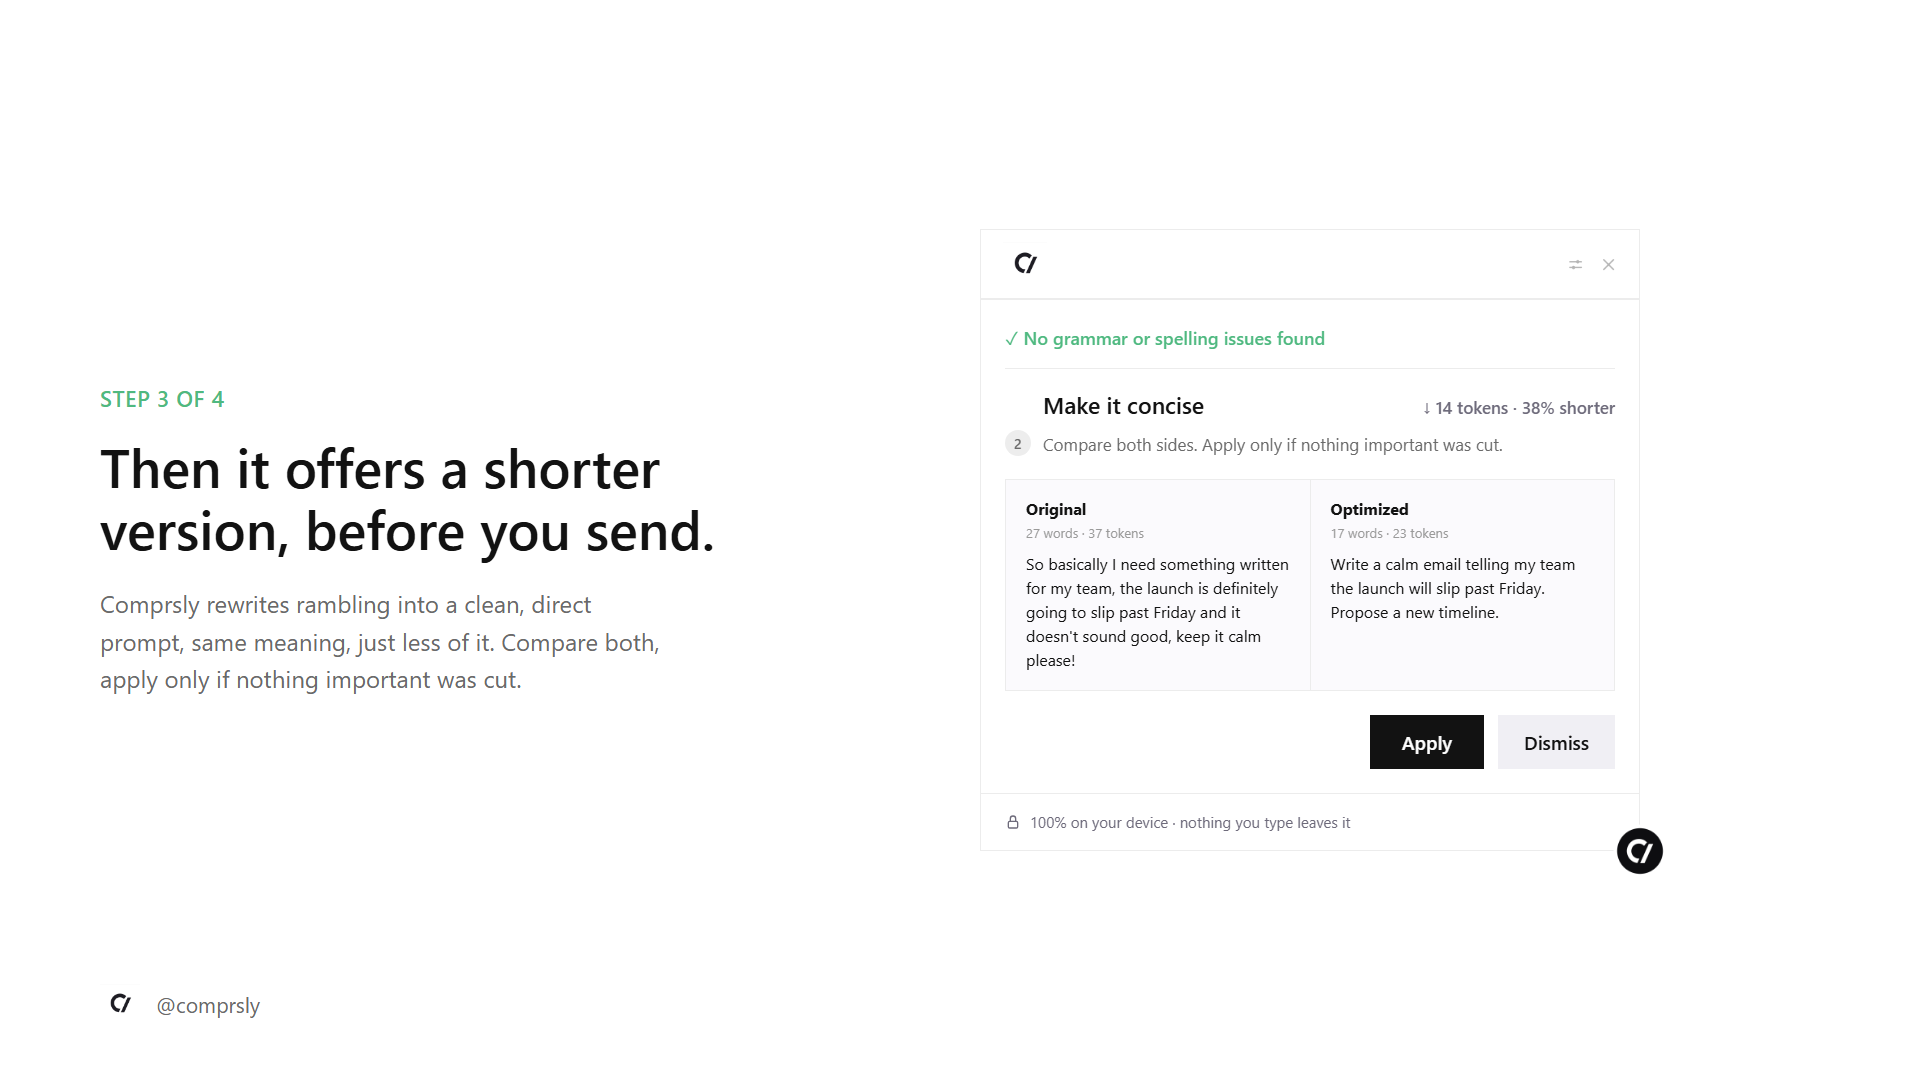 STEP 3 OF 4
Then it offers a shorter
version, before you send.
Comprsly rewrites rambling into a clean, direct
prompt, same meaning, just less of it. Compare both,
apply only if nothing important was cut.
@comprsly
✓ No grammar or spelling issues found
Make it concise
↓ 14 tokens · 38% shorter
2
Compare both sides. Apply only if nothing important was cut.
Original
27 words · 37 tokens
So basically I need something written
for my team, the launch is definitely
going to slip past Friday and it
doesn't sound good, keep it calm
please!
Optimized
17 words · 23 tokens
Write a calm email telling my team
the launch will slip past Friday.
Propose a new timeline.
Apply
Dismiss
100% on your device · nothing you type leaves it